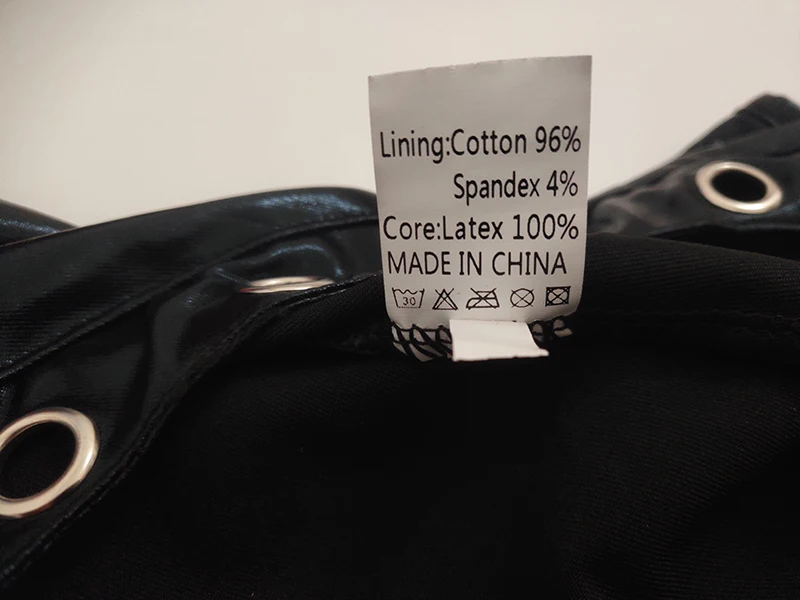 Lining:Cotton 96%
Spandex 4%
Core:Latex 100%
MADE IN CHINA
30